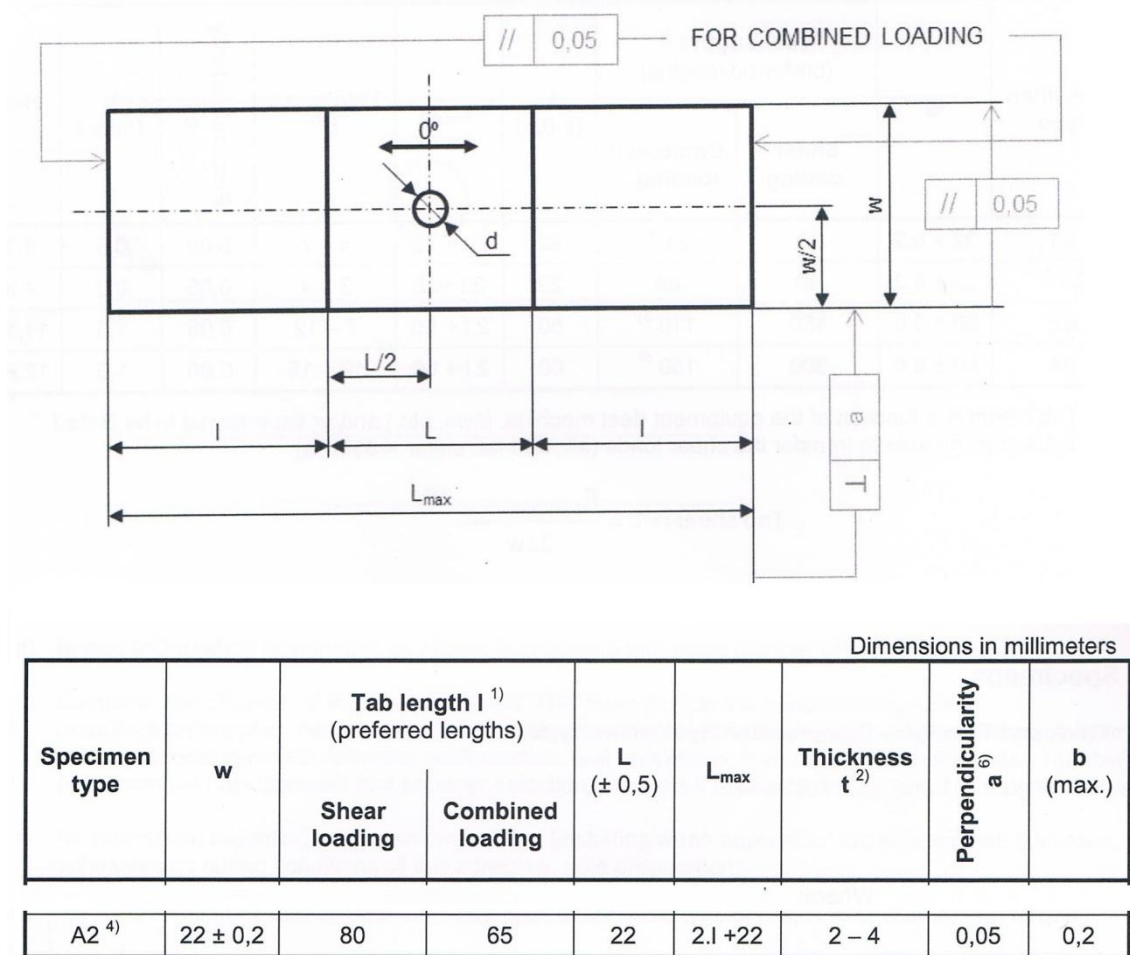 // 0,05 FOR COMBINED LOADING
0°
d
w
w/2
// 0,05
L/2
l L l
a
⊥
Lmax
Dimensions in millimeters
Specimen type
w
Tab length l 1)
(preferred lengths)
Shear loading
Combined loading
L
(± 0,5)
Lmax
Thickness
t 2)
Perpendicularity
a 6)
b
(max.)
A2 4) 22 ± 0,2 80 65 22 2.l +22 2 – 4 0,05 0,2